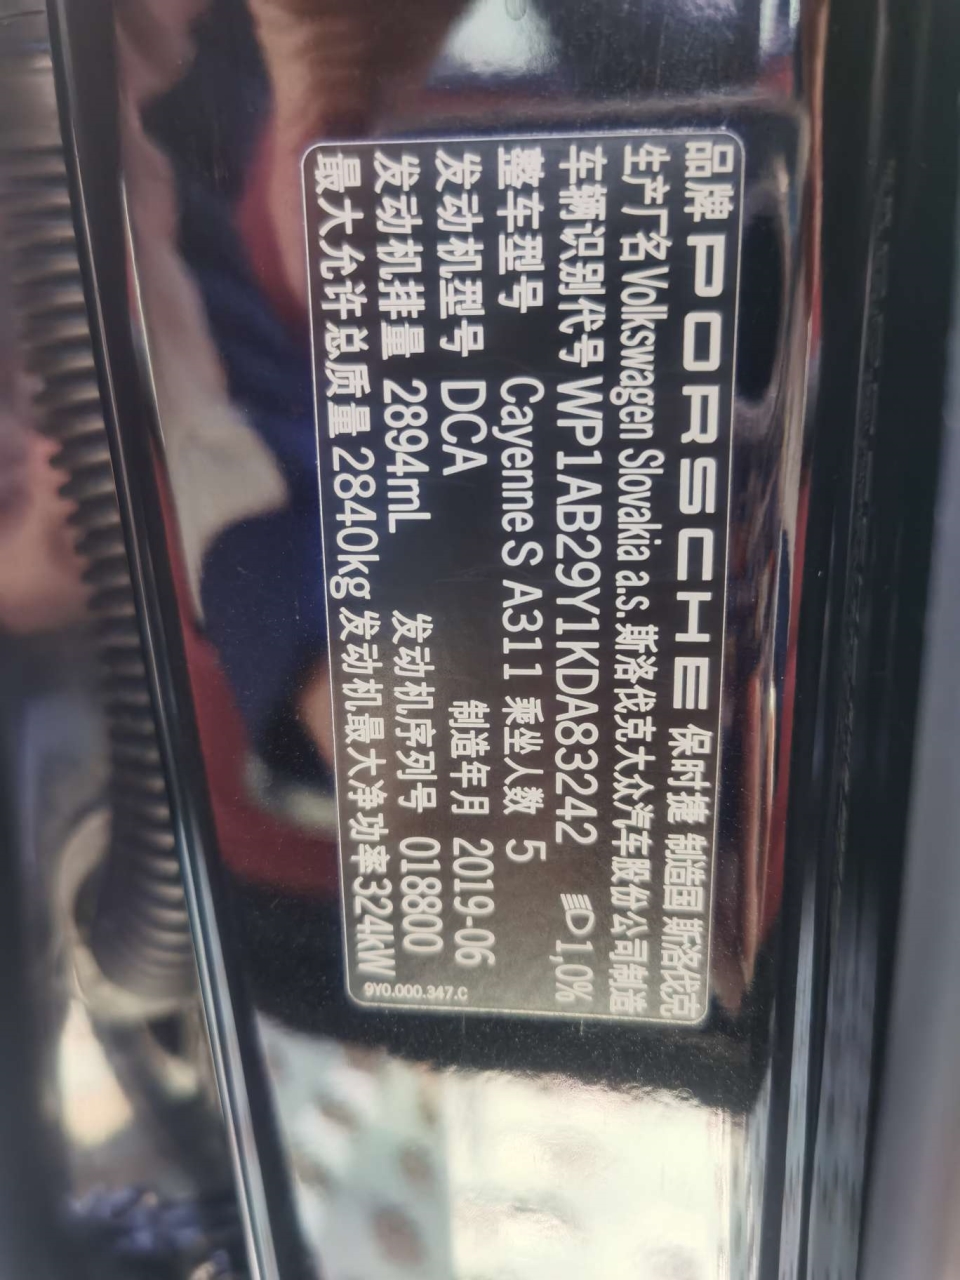 品牌 PORSCHE 保时捷 制造国 斯洛伐克
生产厂名 Volkswagen Slovakia a.s. 斯洛伐克大众汽车股份公司制造
车辆识别代号 WP1AB29Y1KDA83242 1,0%
整车型号 Cayenne S A311 乘坐人数 5
发动机型号 DCA 制造年月 2019-06
发动机排量 2894mL 发动机序列号 018800
最大允许总质量 2840kg 发动机最大净功率 324kW
9Y0.000.347.C